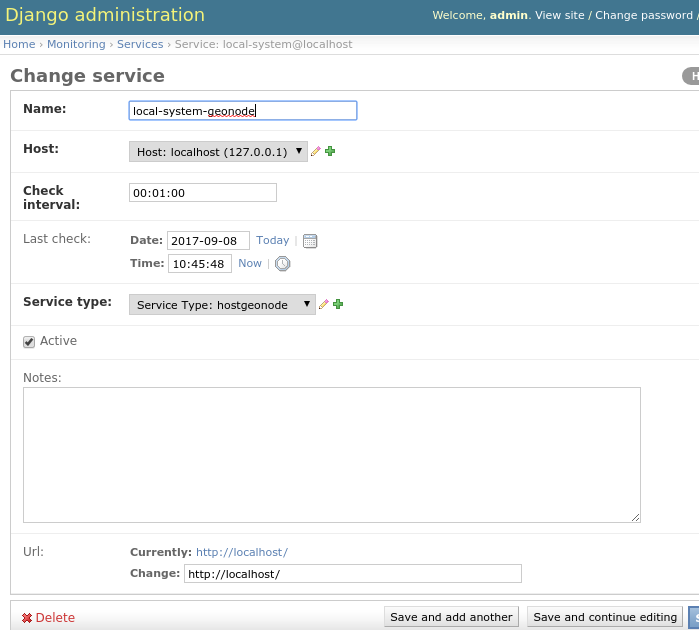 Django administration
Welcome, admin. View site / Change password /
Home › Monitoring › Services › Service: local-system@localhost
Change service
H
Name: local-system-geonode
Host: Host: localhost (127.0.0.1)
Check interval: 00:01:00
Last check: Date: 2017-09-08 Today |
Time: 10:45:48 Now |
Service type: Service Type: hostgeonode
Active
Notes:
Url: Currently: http://localhost/
Change: http://localhost/
Delete Save and add another Save and continue editing